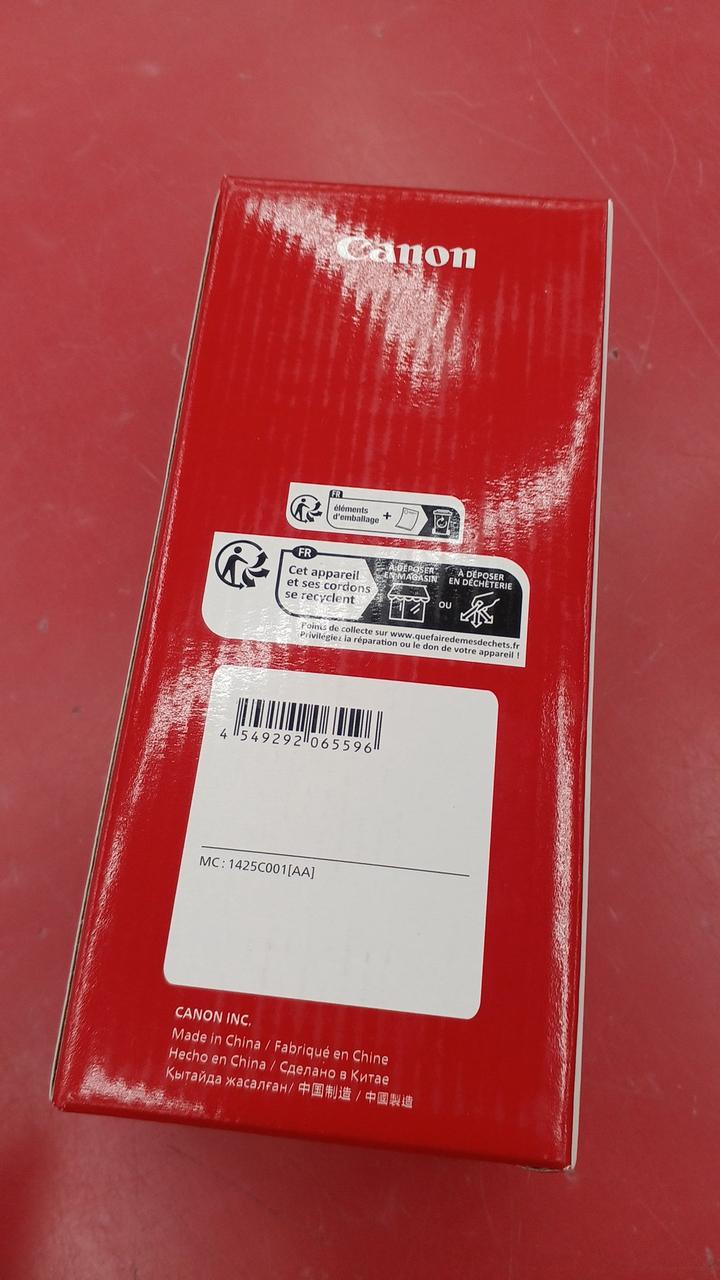 Canon
FR
éléments
d'emballage +
FR
Cet appareil
et ses cordons
se recyclent
À DÉPOSER
EN MAGASIN
OU
À DÉPOSER
EN DÉCHÈTERIE
Points de collecte sur www.quefairedemesdechets.fr
Privilégiez la réparation ou le don de votre appareil !
4 549292 065596
MC : 1425C001[AA]
CANON INC.
Made in China / Fabriqué en Chine
Hecho en China / Сделано в Китае
Қытайда жасалған/ 中国制造 / 中國製造